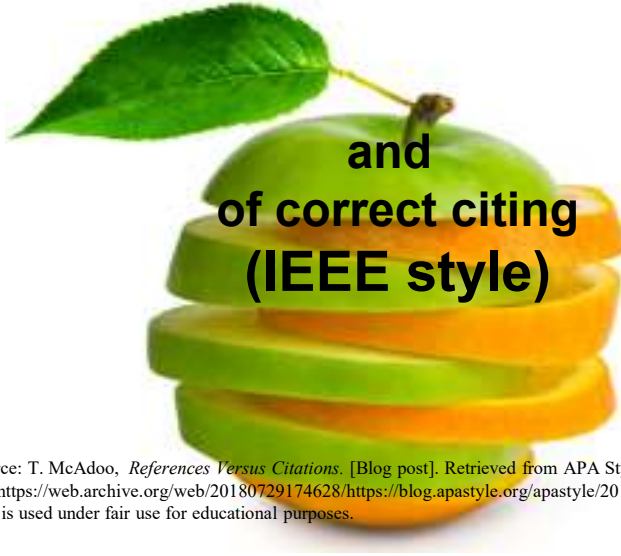 and
of correct citing
(IEEE style)
rce: T. McAdoo, References Versus Citations. [Blog post]. Retrieved from APA St
https://web.archive.org/web/20180729174628/https://blog.apastyle.org/apastyle/20
is used under fair use for educational purposes.